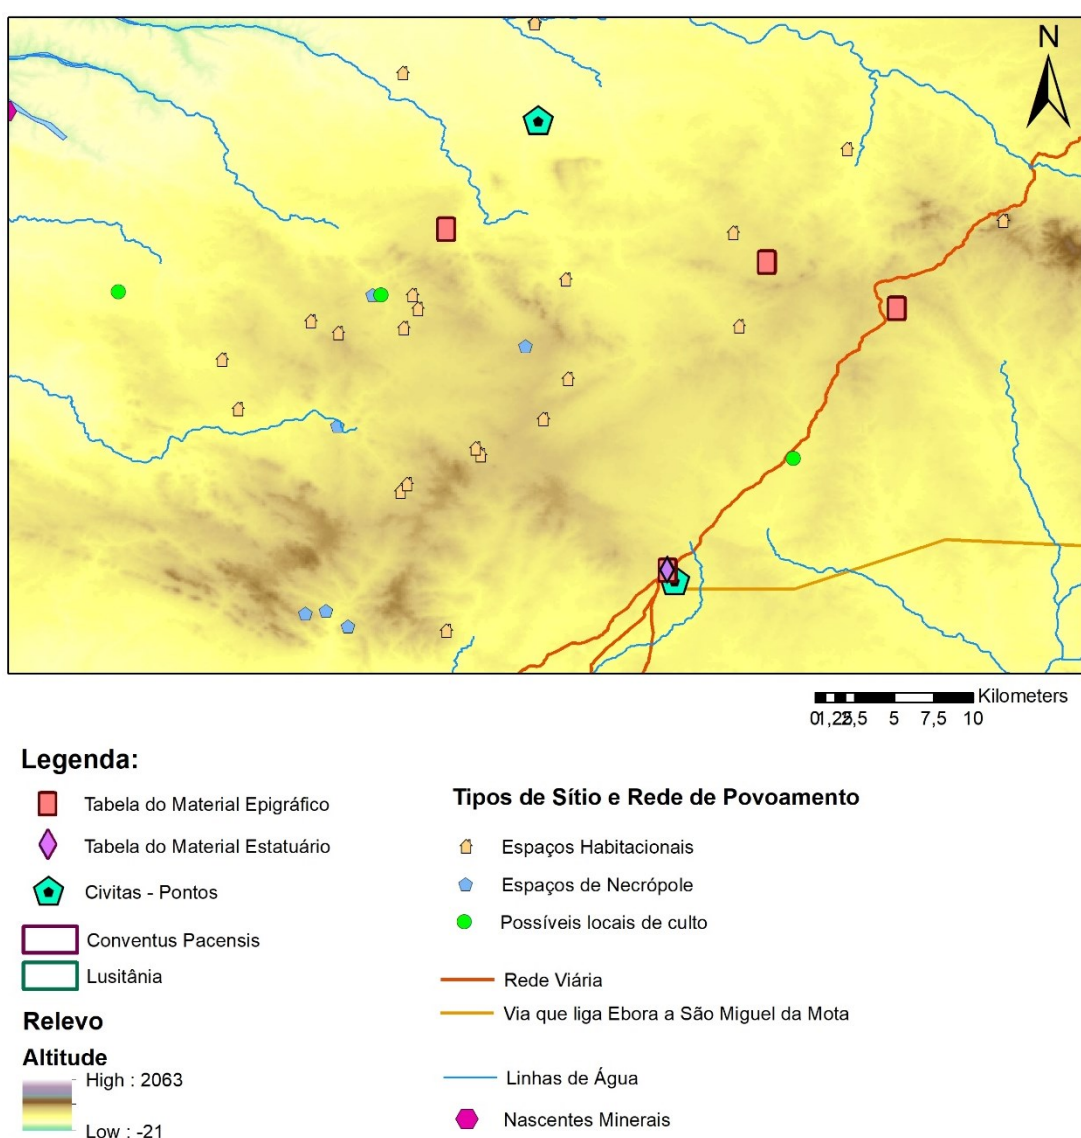 N
Kilometers
0 1,25 2,5 5 7,5 10
Legenda:
Tabela do Material Epigráfico
Tabela do Material Estatuário
Civitas - Pontos
Conventus Pacensis
Lusitânia
Relevo
Altitude
High : 2063
Low : -21
Tipos de Sítio e Rede de Povoamento
Espaços Habitacionais
Espaços de Necrópole
Possíveis locais de culto
Rede Viária
Via que liga Ebora a São Miguel da Mota
Linhas de Água
Nascentes Minerais